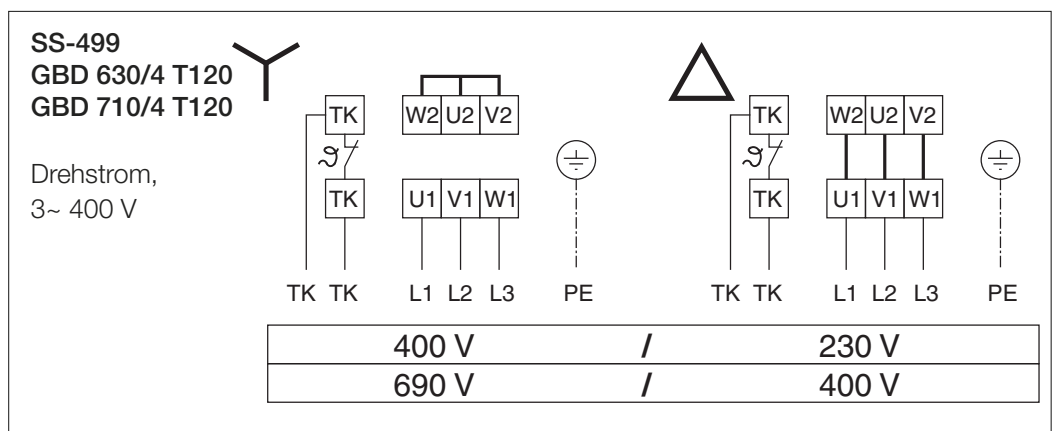 SS-499
GBD 630/4 T120
GBD 710/4 T120
Drehstrom,
3~ 400 V
TK W2 U2 V2
ϑ
TK U1 V1 W1
TK TK L1 L2 L3 PE
TK W2 U2 V2
ϑ
TK U1 V1 W1
TK TK L1 L2 L3 PE
400 V / 230 V
690 V / 400 V